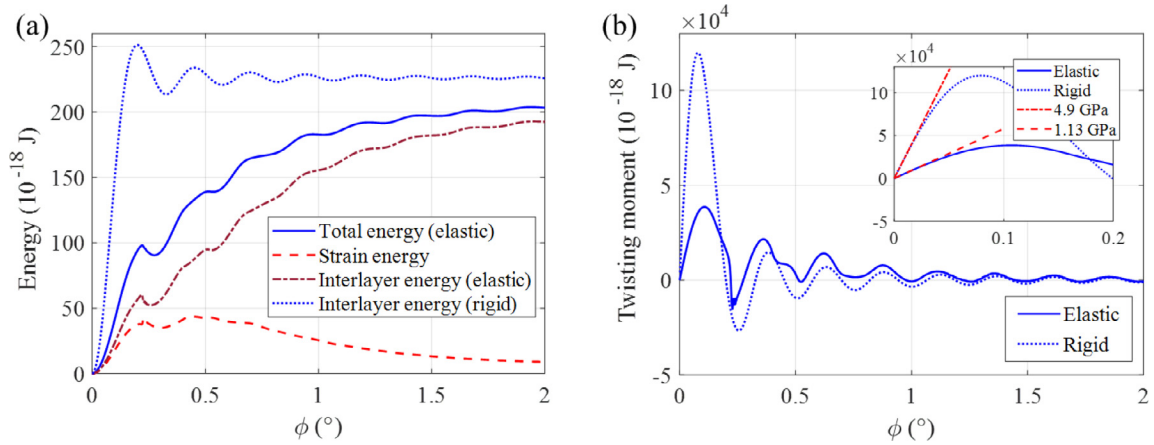 (a)
Energy (10⁻¹⁸ J)
250
200
150
100
50
0
Total energy (elastic)
Strain energy
Interlayer energy (elastic)
Interlayer energy (rigid)
0 0.5 1 1.5 2
ϕ (°)
(b)
×10⁴
Twisting moment (10⁻¹⁸ J)
10
5
0
-5
×10⁴
10
5
0
-5
Elastic
Rigid
4.9 GPa
1.13 GPa
0 0.1 0.2
Elastic
Rigid
0 0.5 1 1.5 2
ϕ (°)